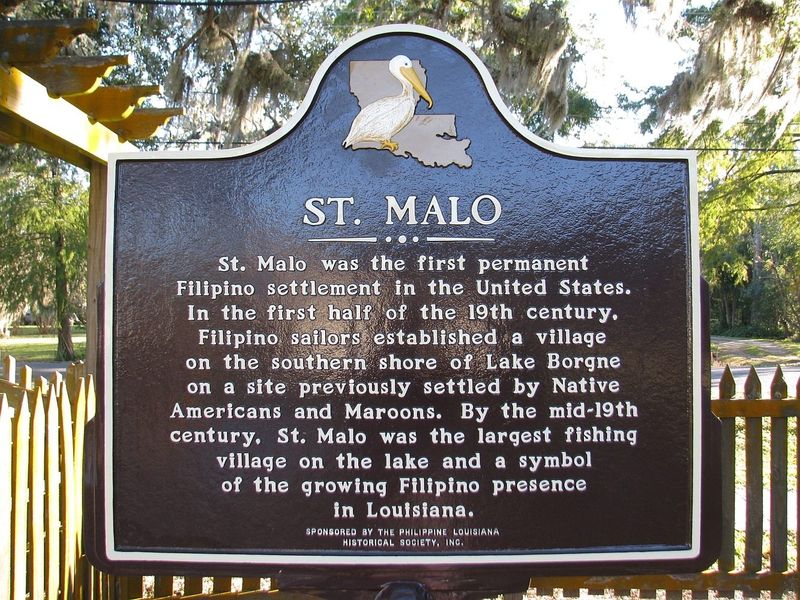 ST. MALO
St. Malo was the first permanent
Filipino settlement in the United States.
In the first half of the 19th century,
Filipino sailors established a village
on the southern shore of Lake Borgne
on a site previously settled by Native
Americans and Maroons. By the mid-19th
century, St. Malo was the largest fishing
village on the lake and a symbol
of the growing Filipino presence
in Louisiana.
SPONSORED BY THE PHILIPPINE LOUISIANA
HISTORICAL SOCIETY, INC.